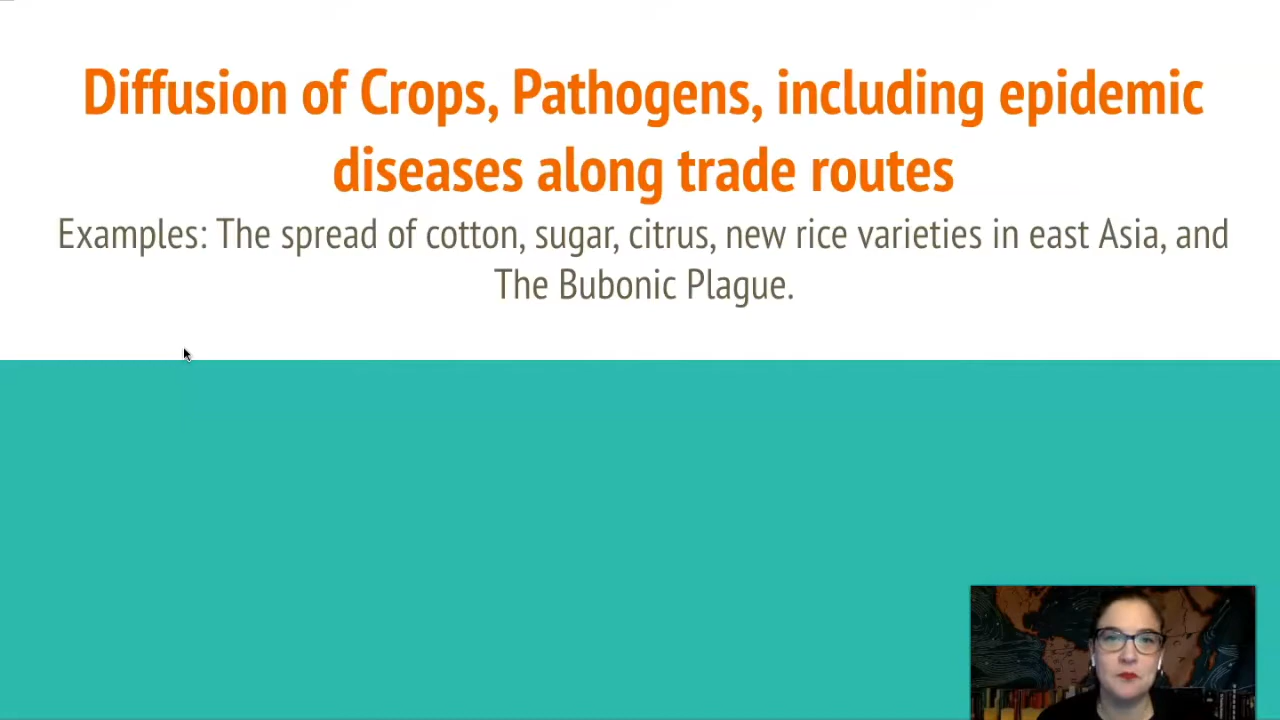 Diffusion of Crops, Pathogens, including epidemic
diseases along trade routes
Examples: The spread of cotton, sugar, citrus, new rice varieties in east Asia, and
The Bubonic Plague.